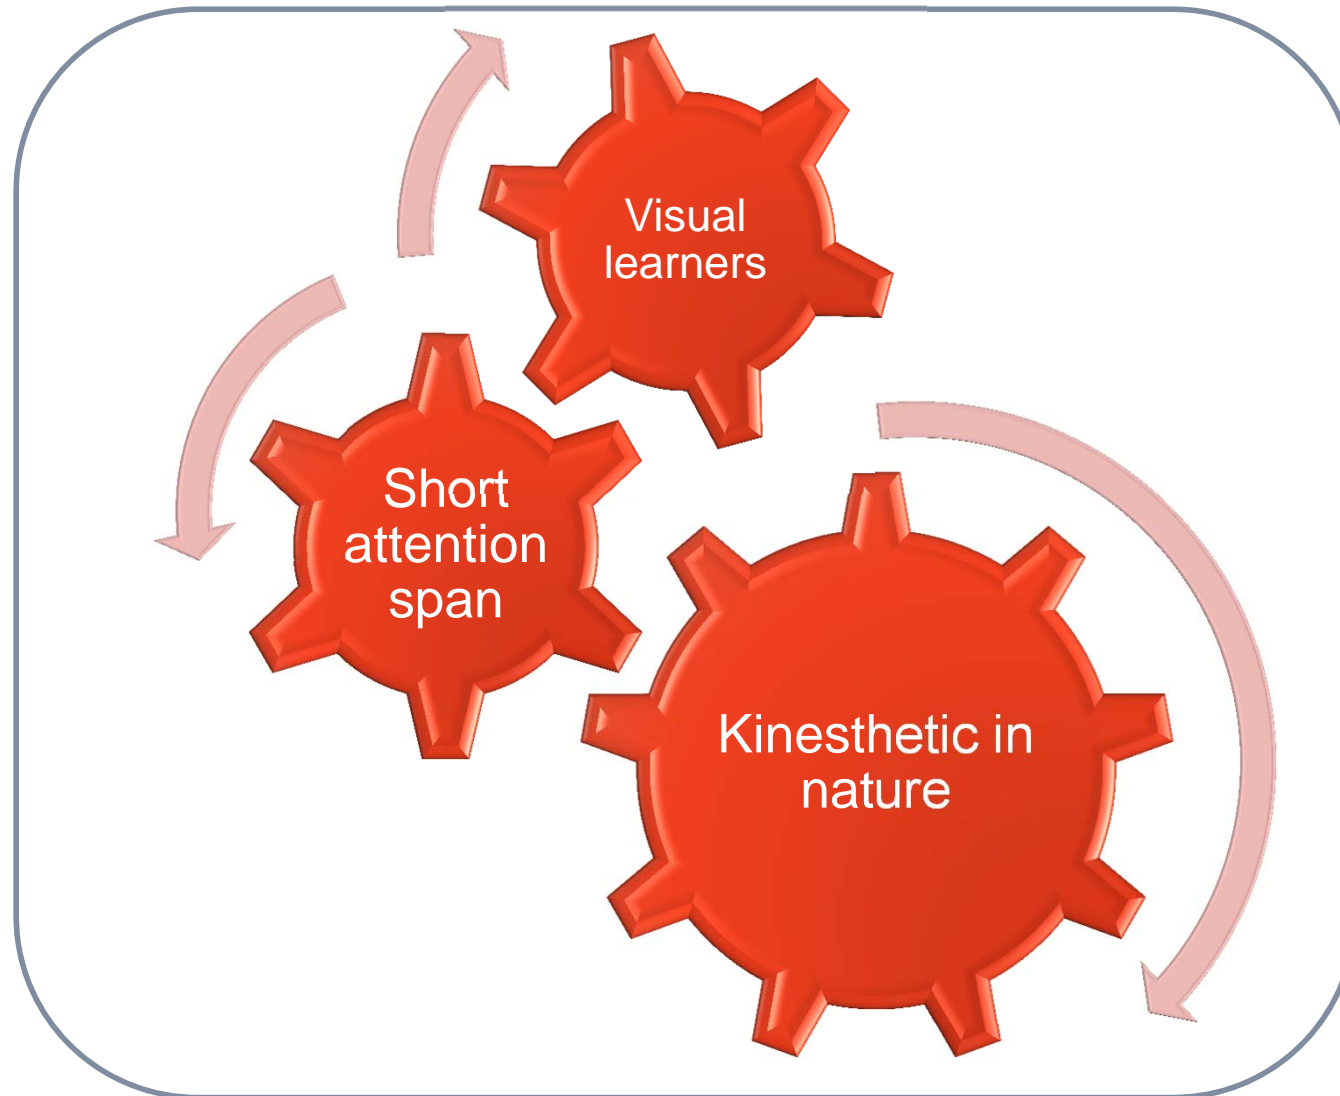 Visual
learners
Short
attention
span
Kinesthetic in
nature